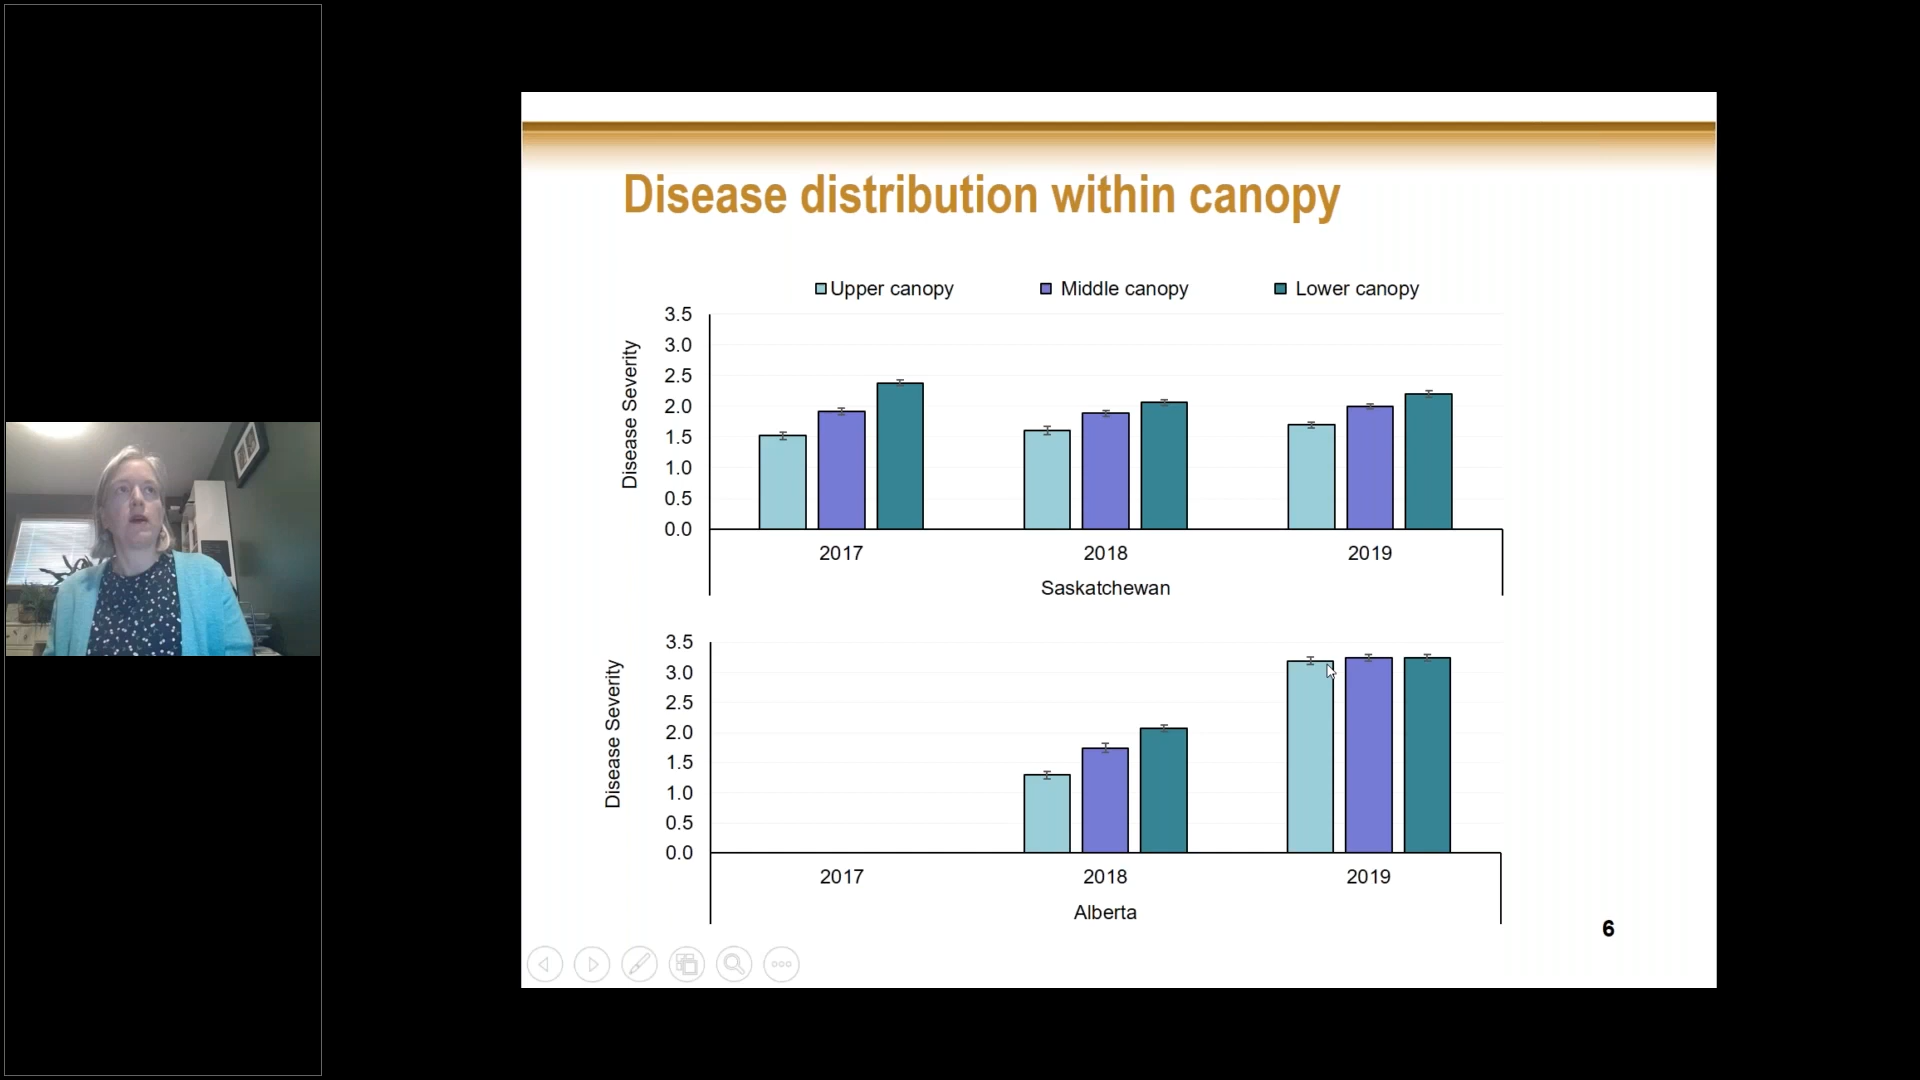 Disease distribution within canopy
Upper canopy Middle canopy Lower canopy
Disease Severity
3.5
3.0
2.5
2.0
1.5
1.0
0.5
0.0
2017 2018 2019
Saskatchewan
Disease Severity
3.5
3.0
2.5
2.0
1.5
1.0
0.5
0.0
2017 2018 2019
Alberta
6